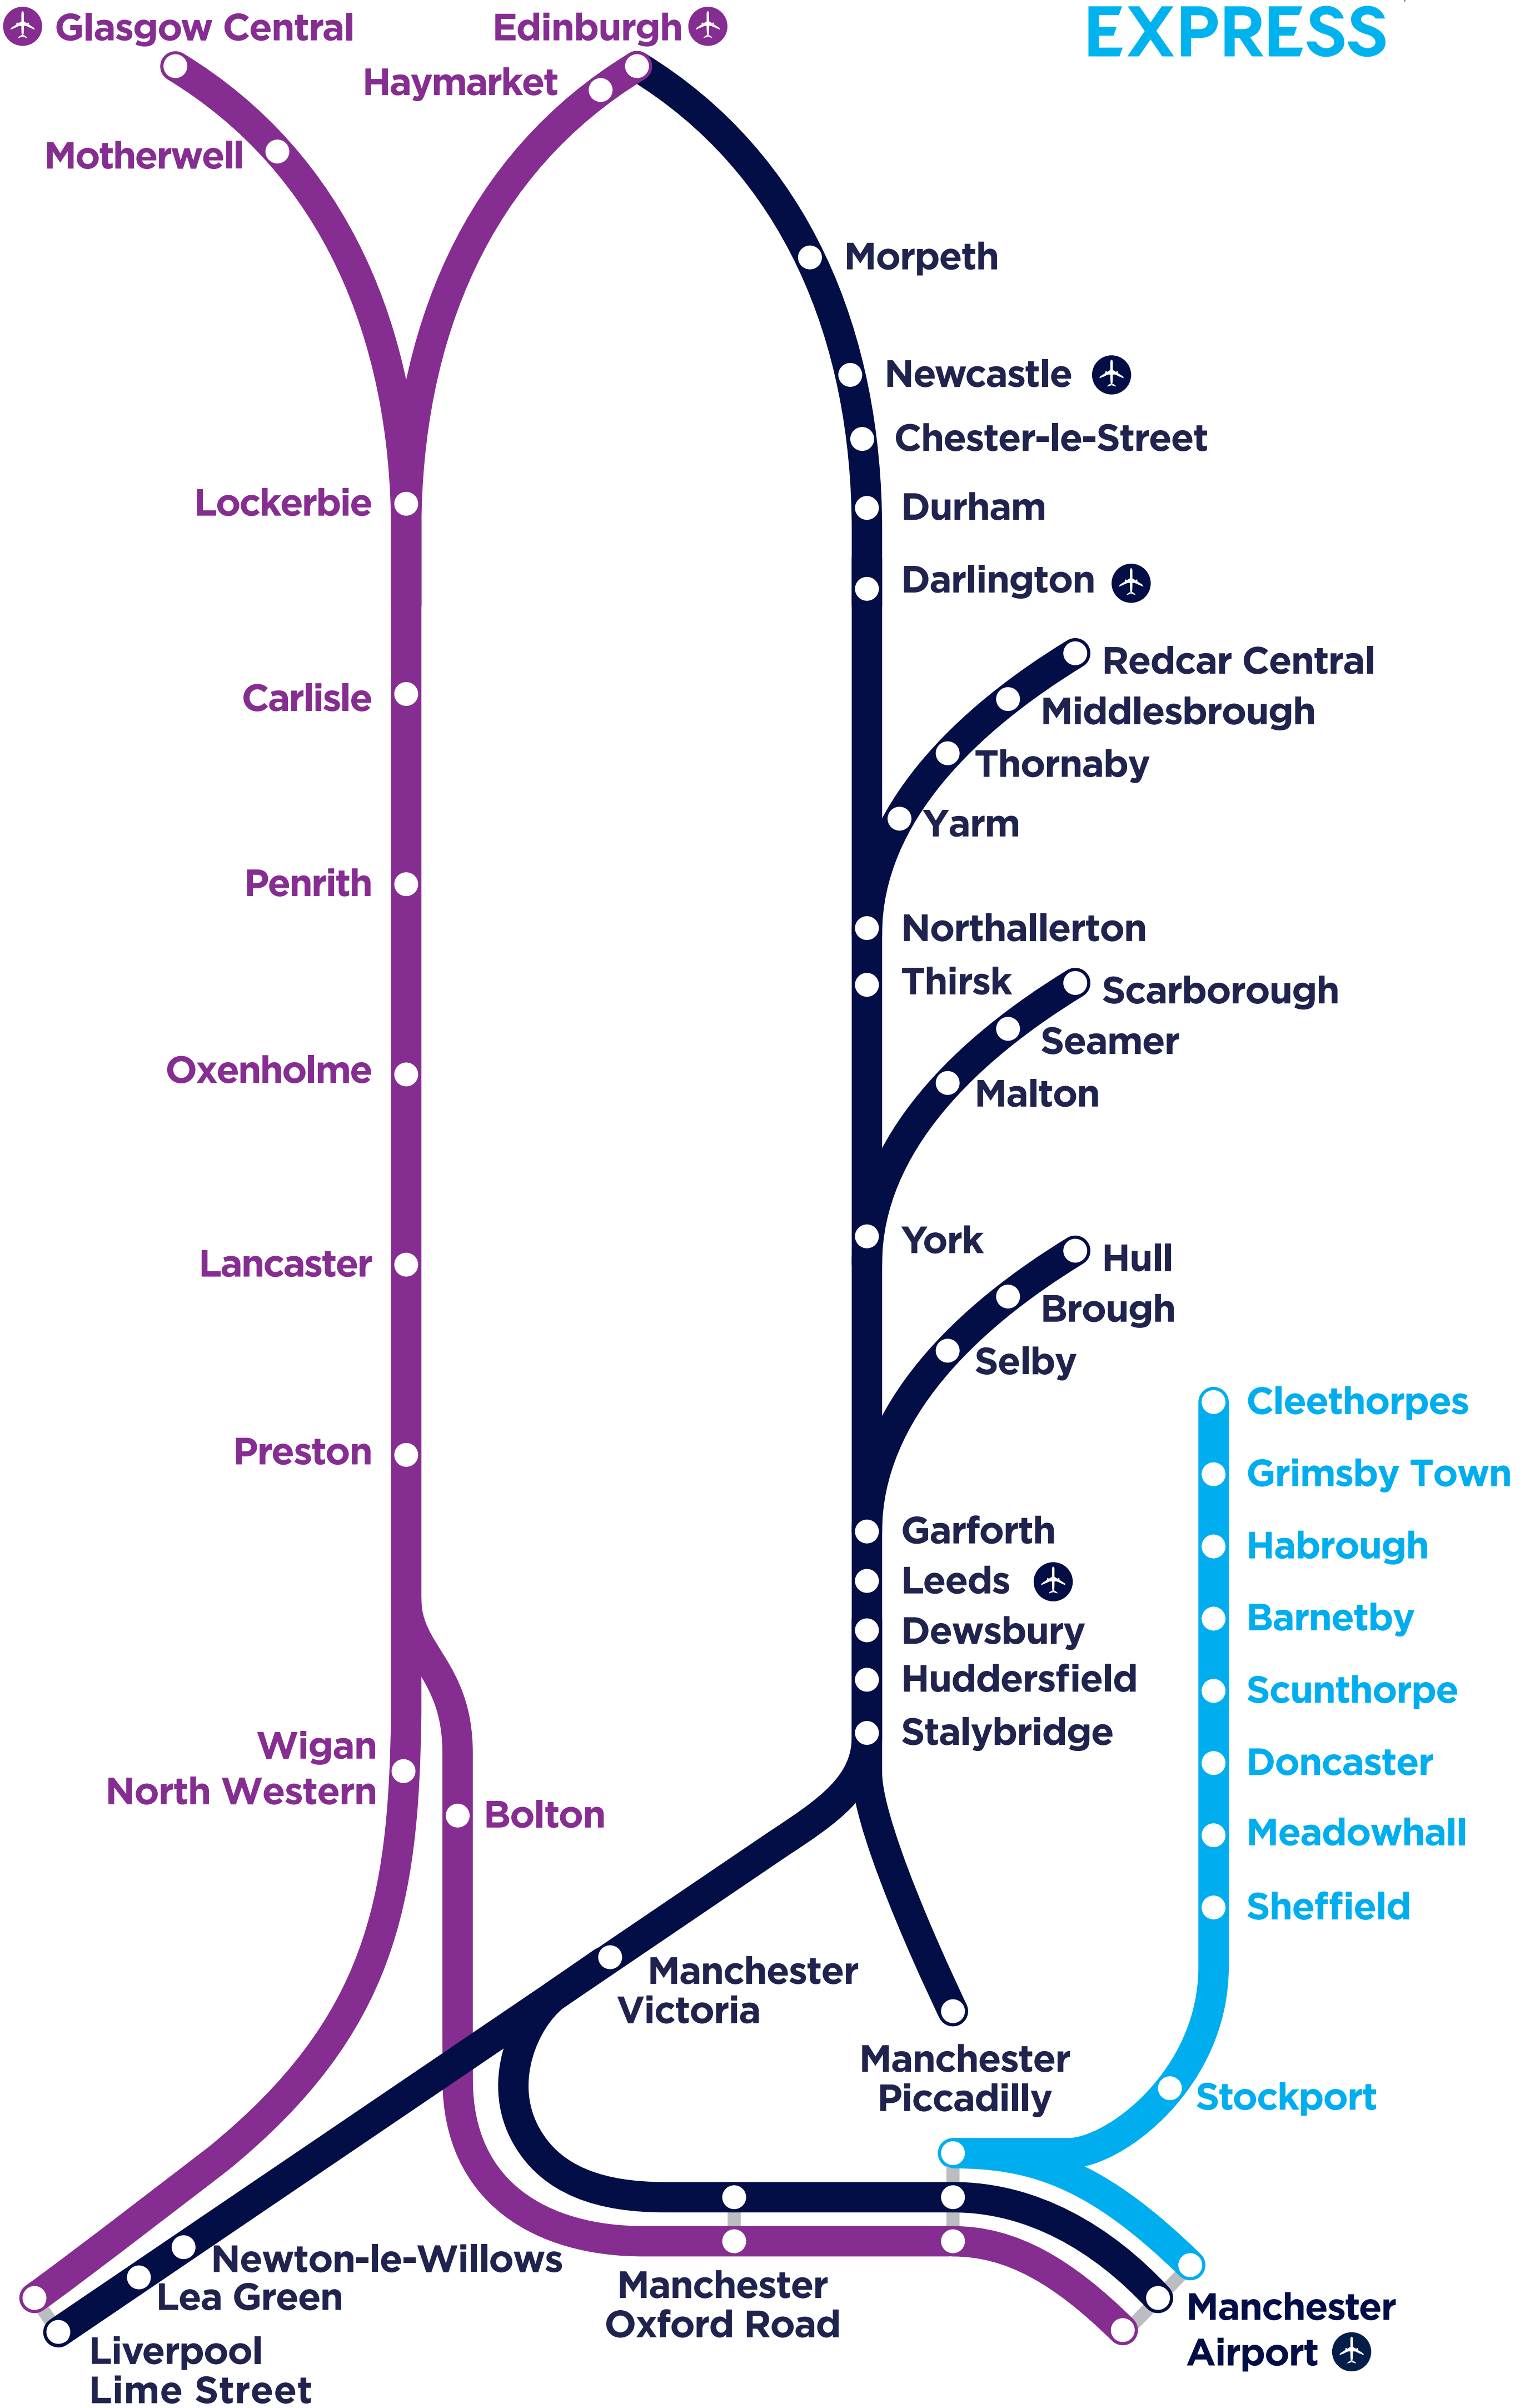 EXPRESS
Glasgow Central
Edinburgh
Haymarket
Motherwell
Morpeth
Newcastle
Chester-le-Street
Lockerbie
Durham
Darlington
Redcar Central
Carlisle
Middlesbrough
Thornaby
Yarm
Penrith
Northallerton
Thirsk
Scarborough
Seamer
Oxenholme
Malton
York
Hull
Lancaster
Brough
Selby
Cleethorpes
Preston
Grimsby Town
Garforth
Habrough
Leeds
Barnetby
Dewsbury
Huddersfield
Scunthorpe
Stalybridge
Wigan
North Western
Doncaster
Bolton
Meadowhall
Sheffield
Manchester
Victoria
Manchester
Piccadilly
Stockport
Newton-le-Willows
Lea Green
Manchester
Oxford Road
Manchester
Airport
Liverpool
Lime Street